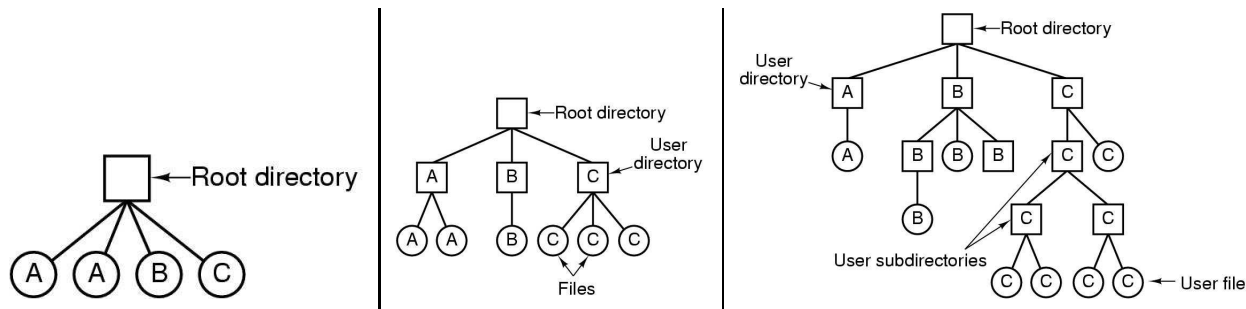 Root directory
A A B C
Root directory
User
directory
A B C
A A B C C C
Files
Root directory
User
directory
A B C
A B B B C C
B C C
User subdirectories
C C C C
User file